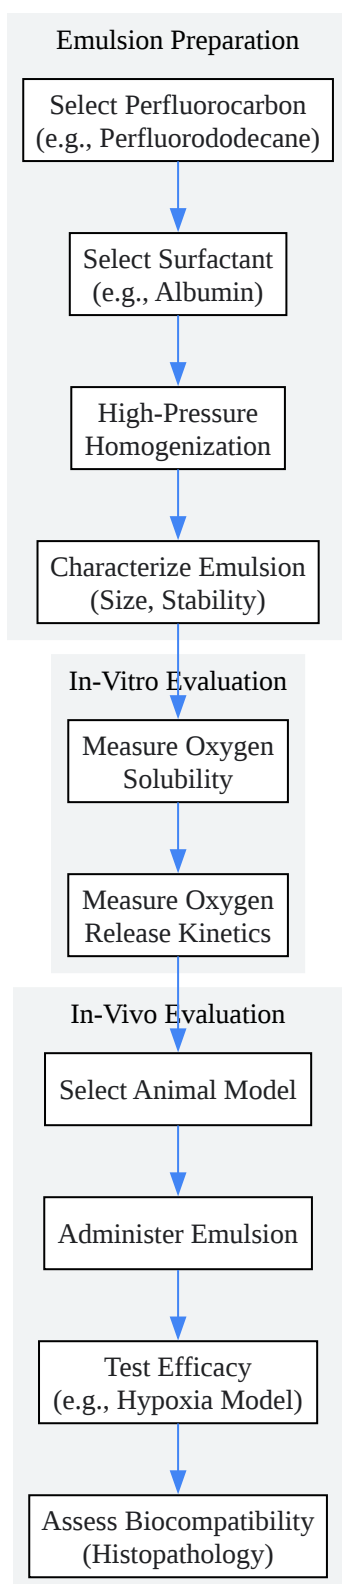 Emulsion Preparation
Select Perfluorocarbon
(e.g., Perfluorododecane)
Select Surfactant
(e.g., Albumin)
High-Pressure
Homogenization
Characterize Emulsion
(Size, Stability)
In-Vitro Evaluation
Measure Oxygen
Solubility
Measure Oxygen
Release Kinetics
In-Vivo Evaluation
Select Animal Model
Administer Emulsion
Test Efficacy
(e.g., Hypoxia Model)
Assess Biocompatibility
(Histopathology)